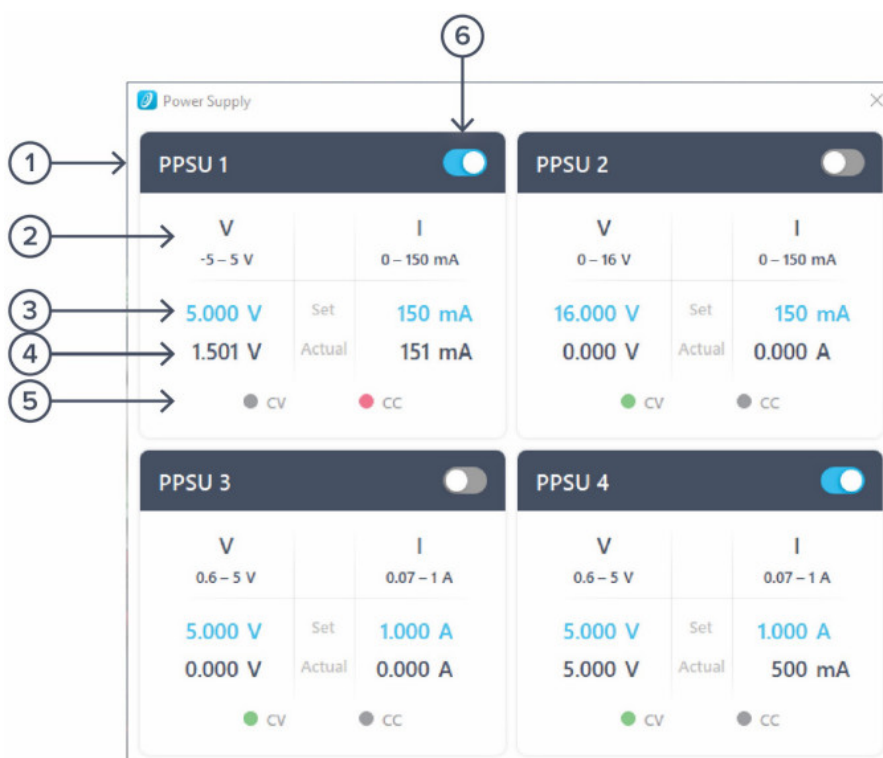 6
Power Supply
1
PPSU 1
PPSU 2
2
V I
-5 – 5 V 0 – 150 mA
V I
0 – 16 V 0 – 150 mA
3
5.000 V Set 150 mA
16.000 V Set 150 mA
4
1.501 V Actual 151 mA
0.000 V Actual 0.000 A
5
CV CC
CV CC
PPSU 3
PPSU 4
V I
0.6 – 5 V 0.07 – 1 A
V I
0.6 – 5 V 0.07 – 1 A
5.000 V Set 1.000 A
5.000 V Set 1.000 A
0.000 V Actual 0.000 A
5.000 V Actual 500 mA
CV CC
CV CC